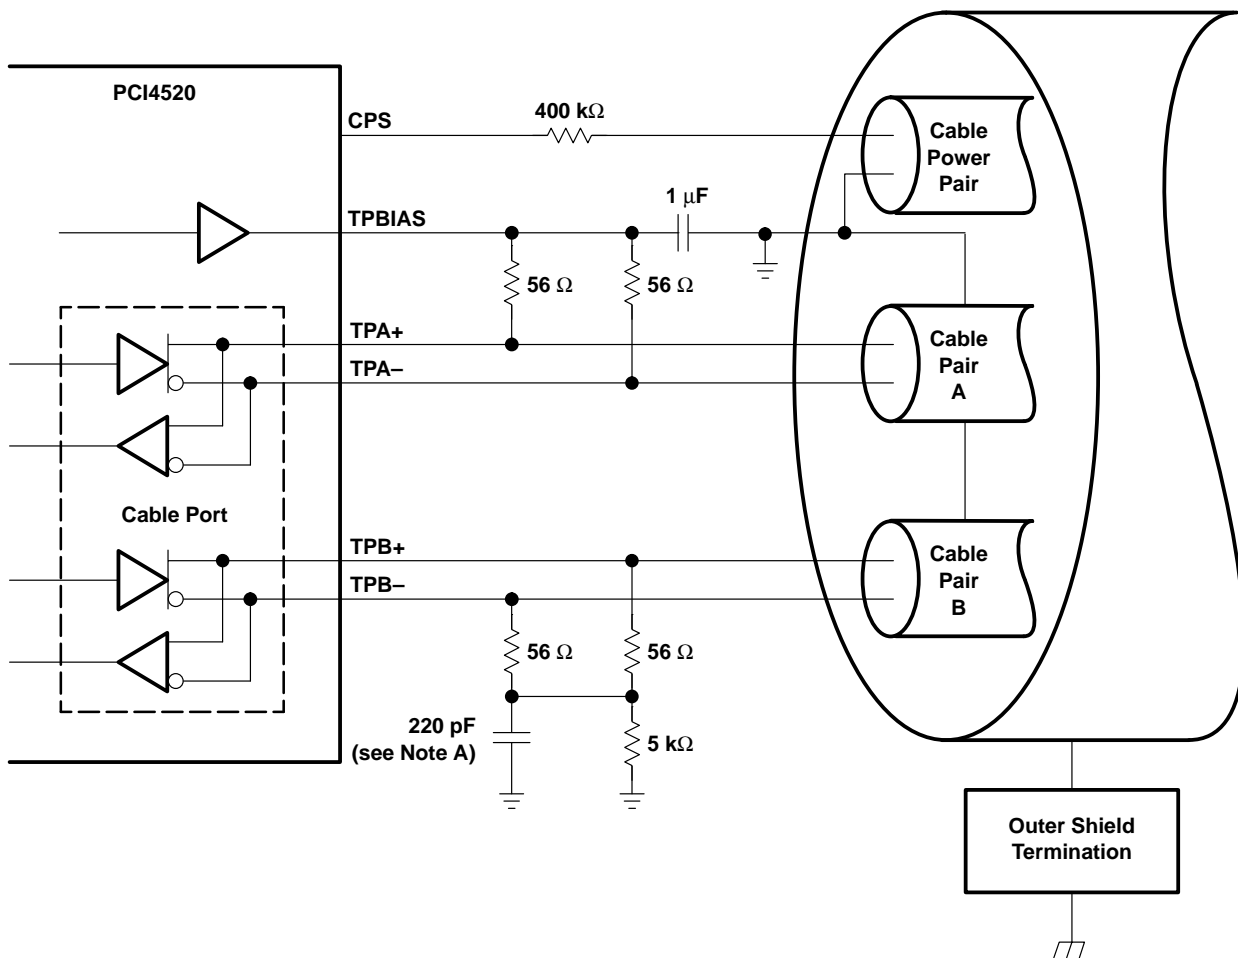 PCI4520
CPS
400 kΩ
Cable
Power
Pair
1 μF
TPBIAS
56 Ω
56 Ω
TPA+
TPA–
Cable
Pair
A
Cable Port
TPB+
TPB–
Cable
Pair
B
56 Ω
56 Ω
220 pF
(see Note A)
5 kΩ
Outer Shield
Termination